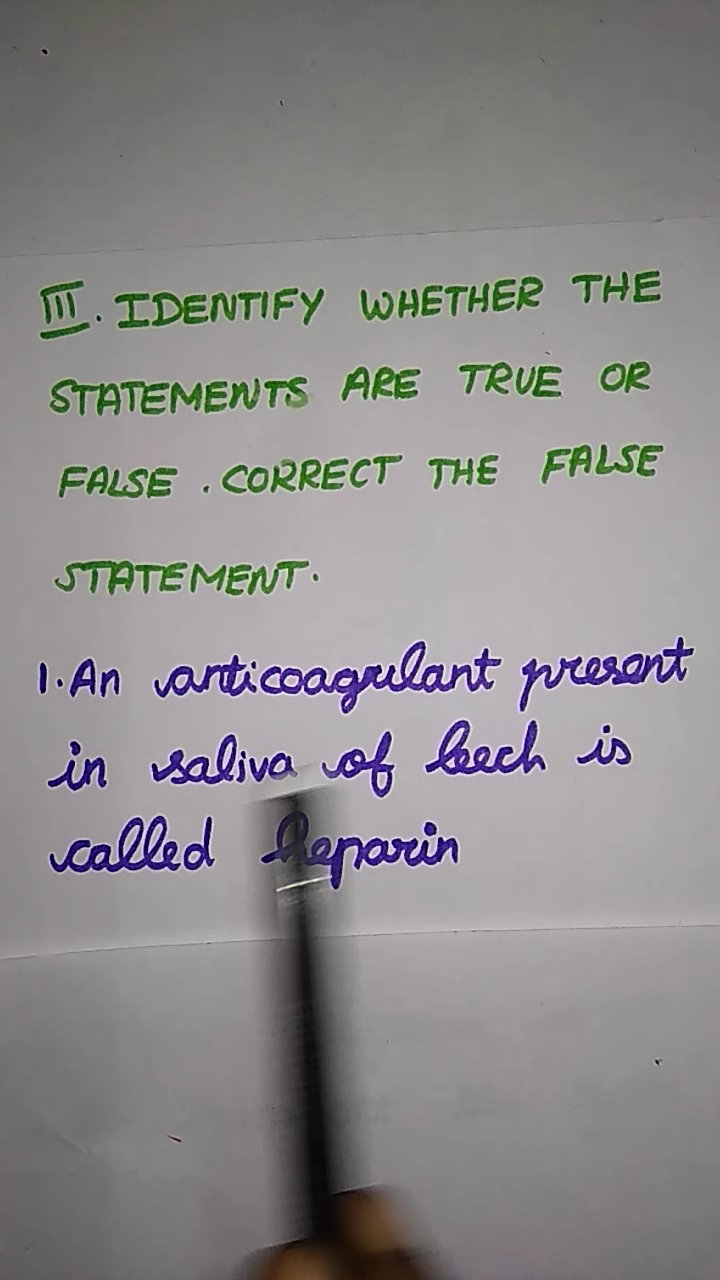 III. IDENTIFY WHETHER THE
STATEMENTS ARE TRUE OR
FALSE . CORRECT THE FALSE
STATEMENT.
1. An anticoagulant present
in saliva of leech is
called heparin